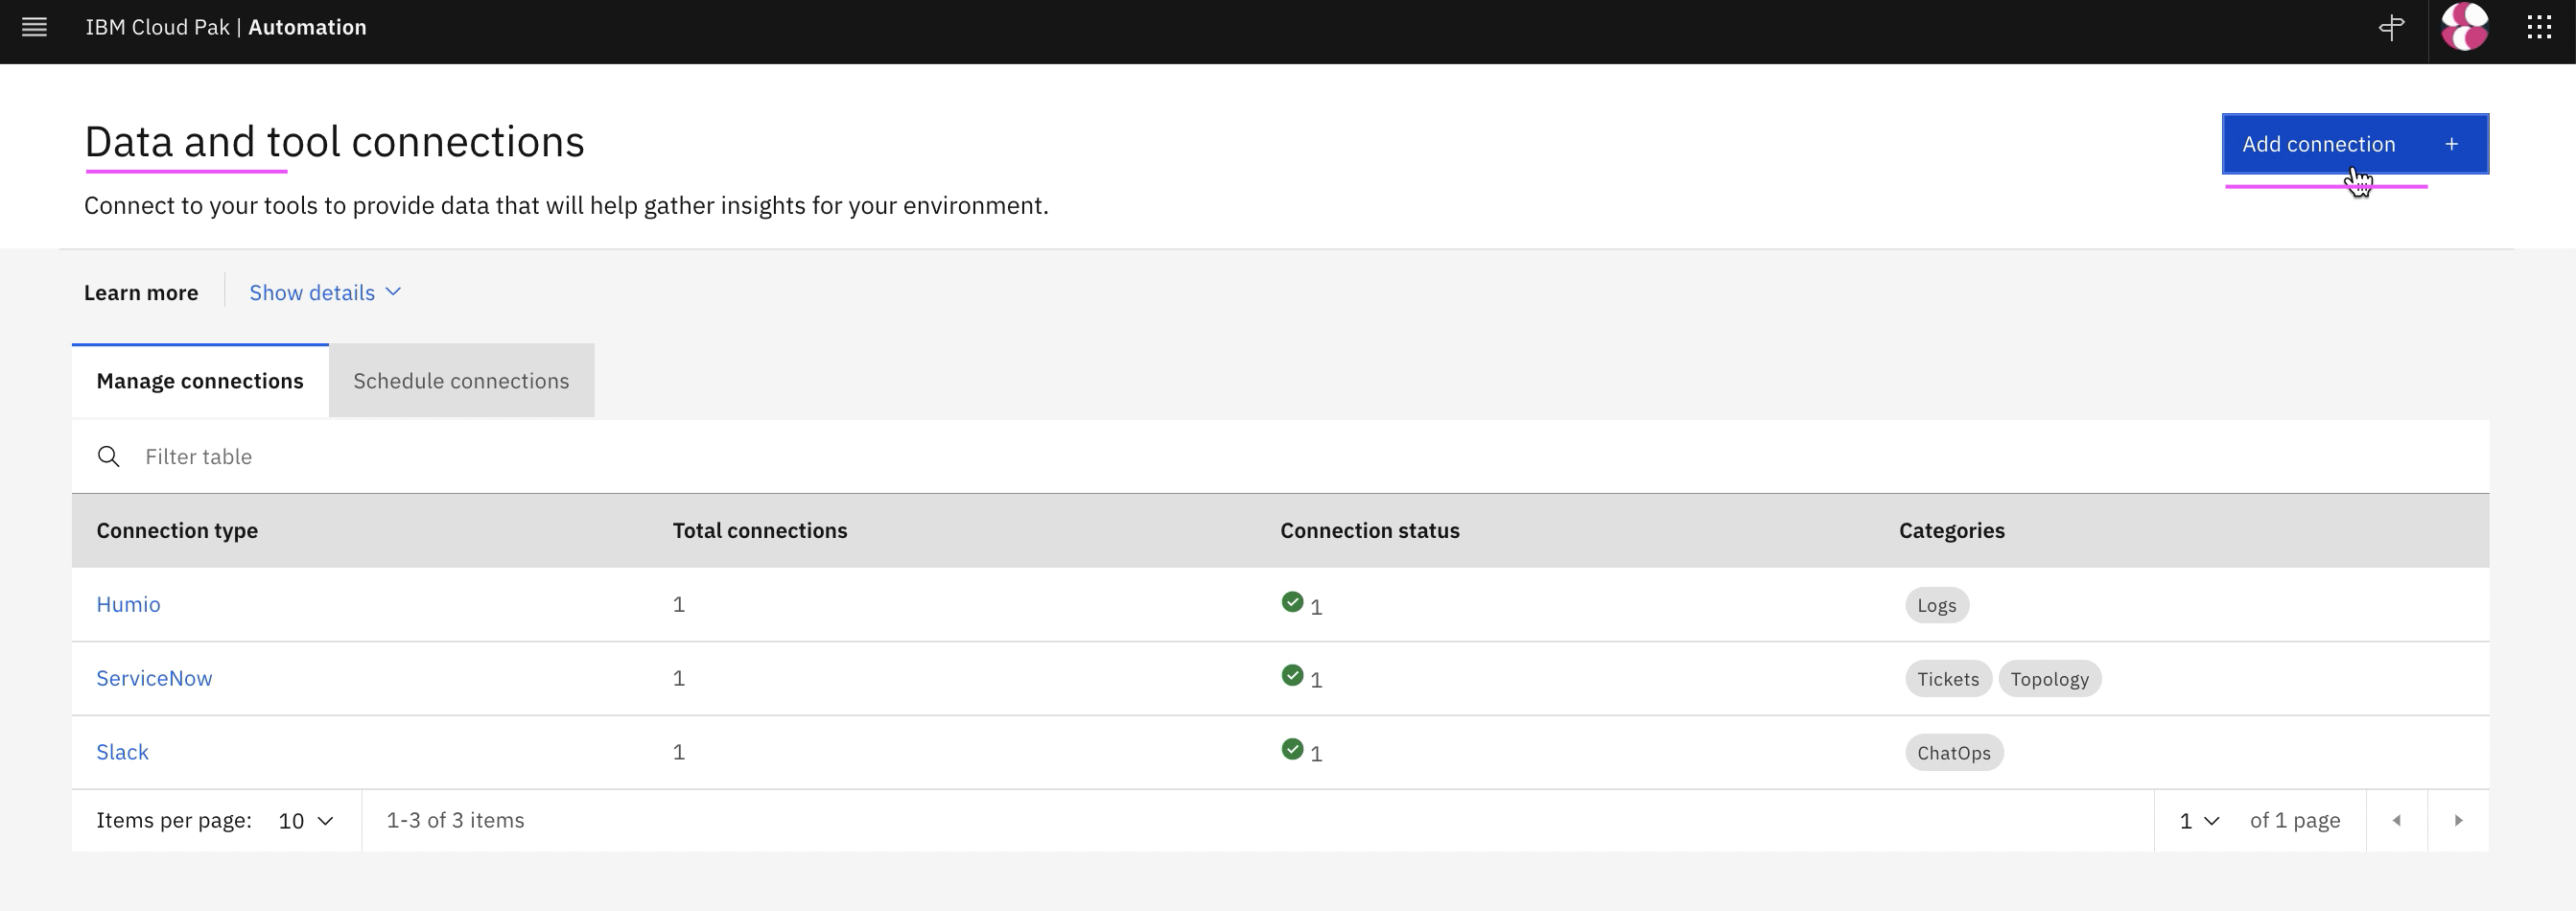 IBM Cloud Pak | Automation
Data and tool connections
Add connection +
Connect to your tools to provide data that will help gather insights for your environment.
Learn more Show details
Manage connections Schedule connections
Filter table
Connection type Total connections Connection status Categories
Humio 1 1 Logs
ServiceNow 1 1 Tickets Topology
Slack 1 1 ChatOps
Items per page: 10 1-3 of 3 items 1 of 1 page